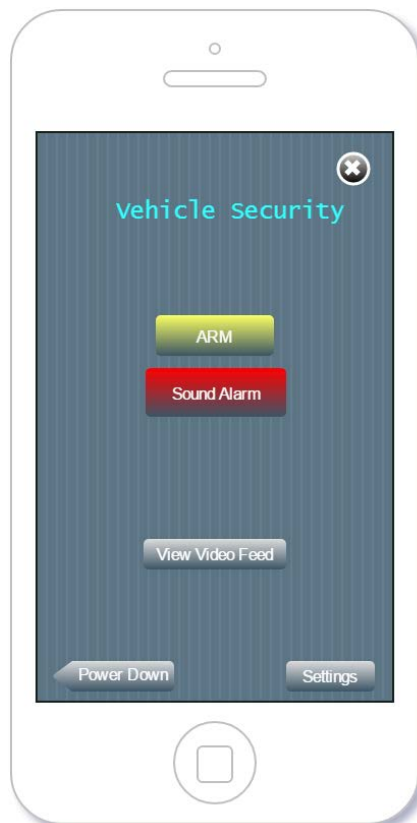 Vehicle Security
ARM
Sound Alarm
View Video Feed
Power Down
Settings